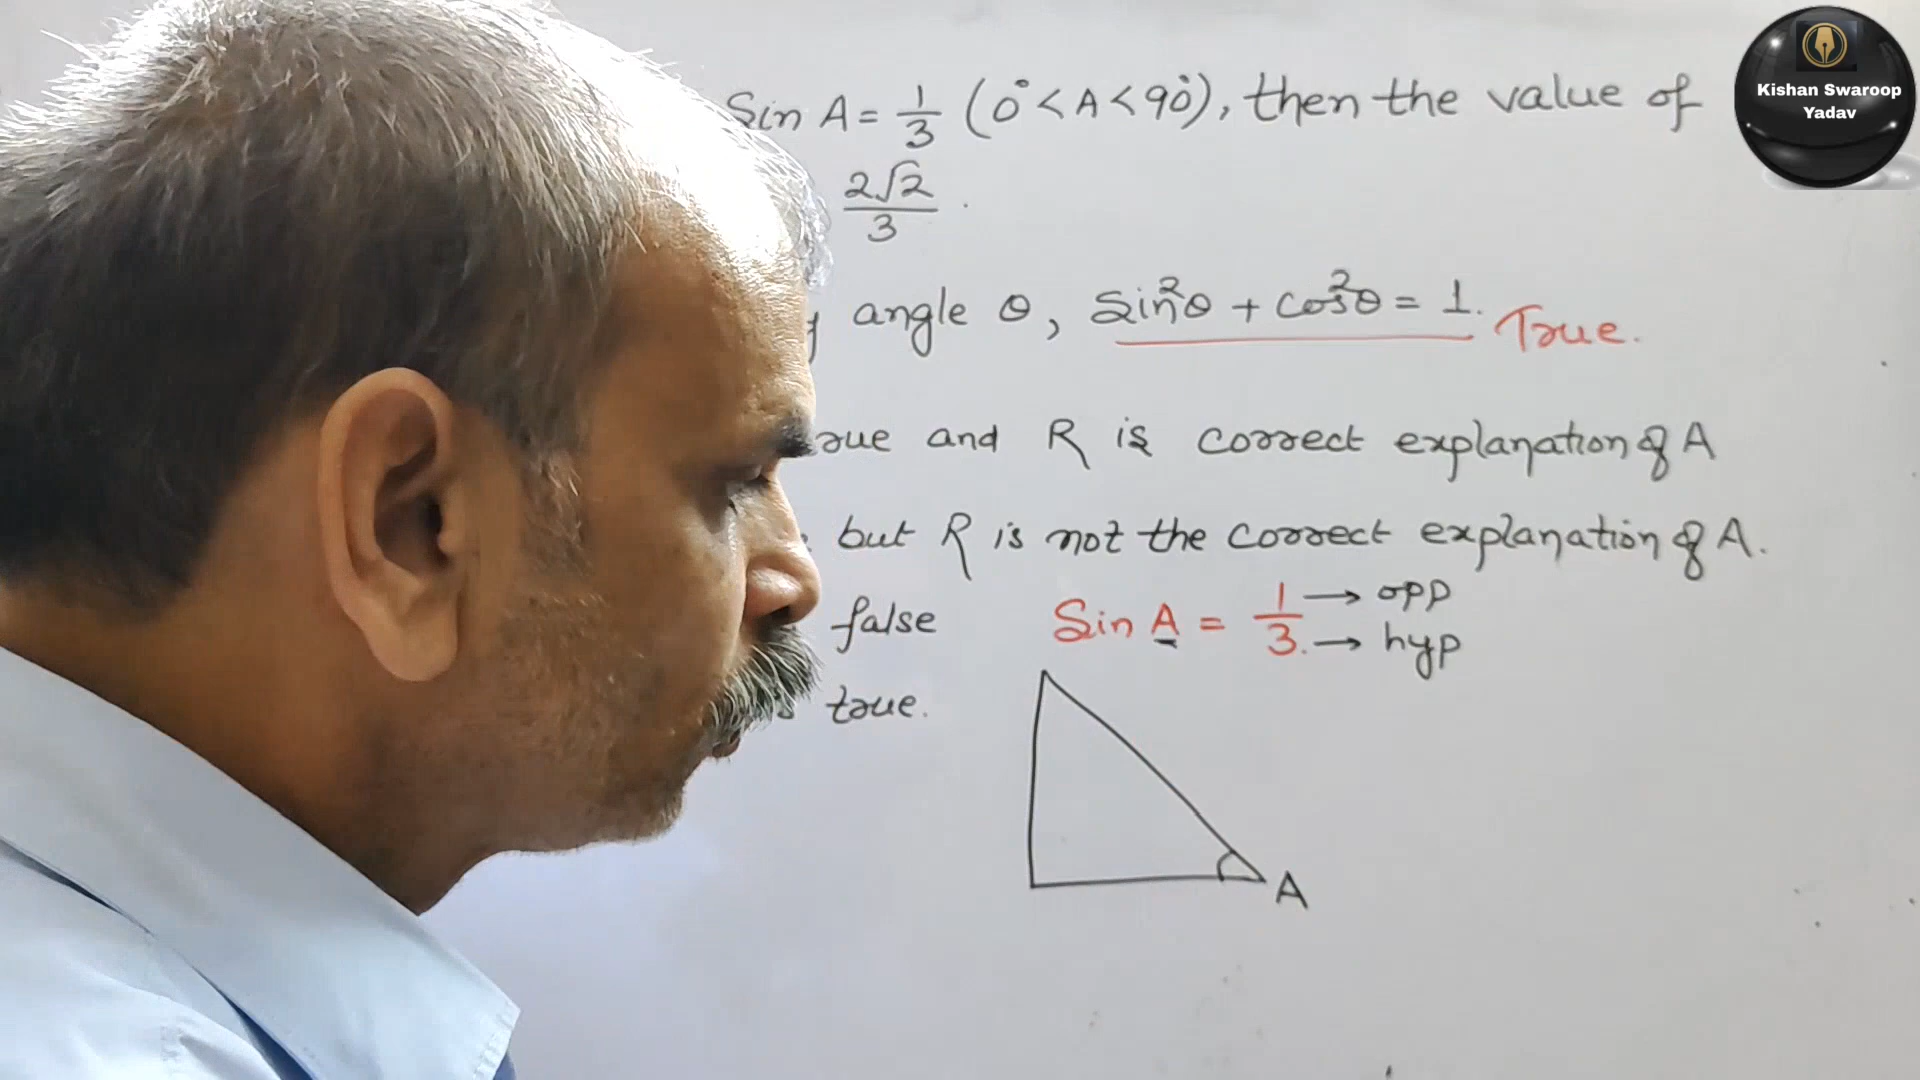 Sin A = 1/3 (0° < A < 90°), then the value of
2√2/3 .
angle θ, Sin²θ + cos²θ = 1. True.
and R is correct explanation of A
but R is not the correct explanation of A.
false
Sin A = 1/3. → opp → hyp
true.
A
Kishan Swaroop
Yadav